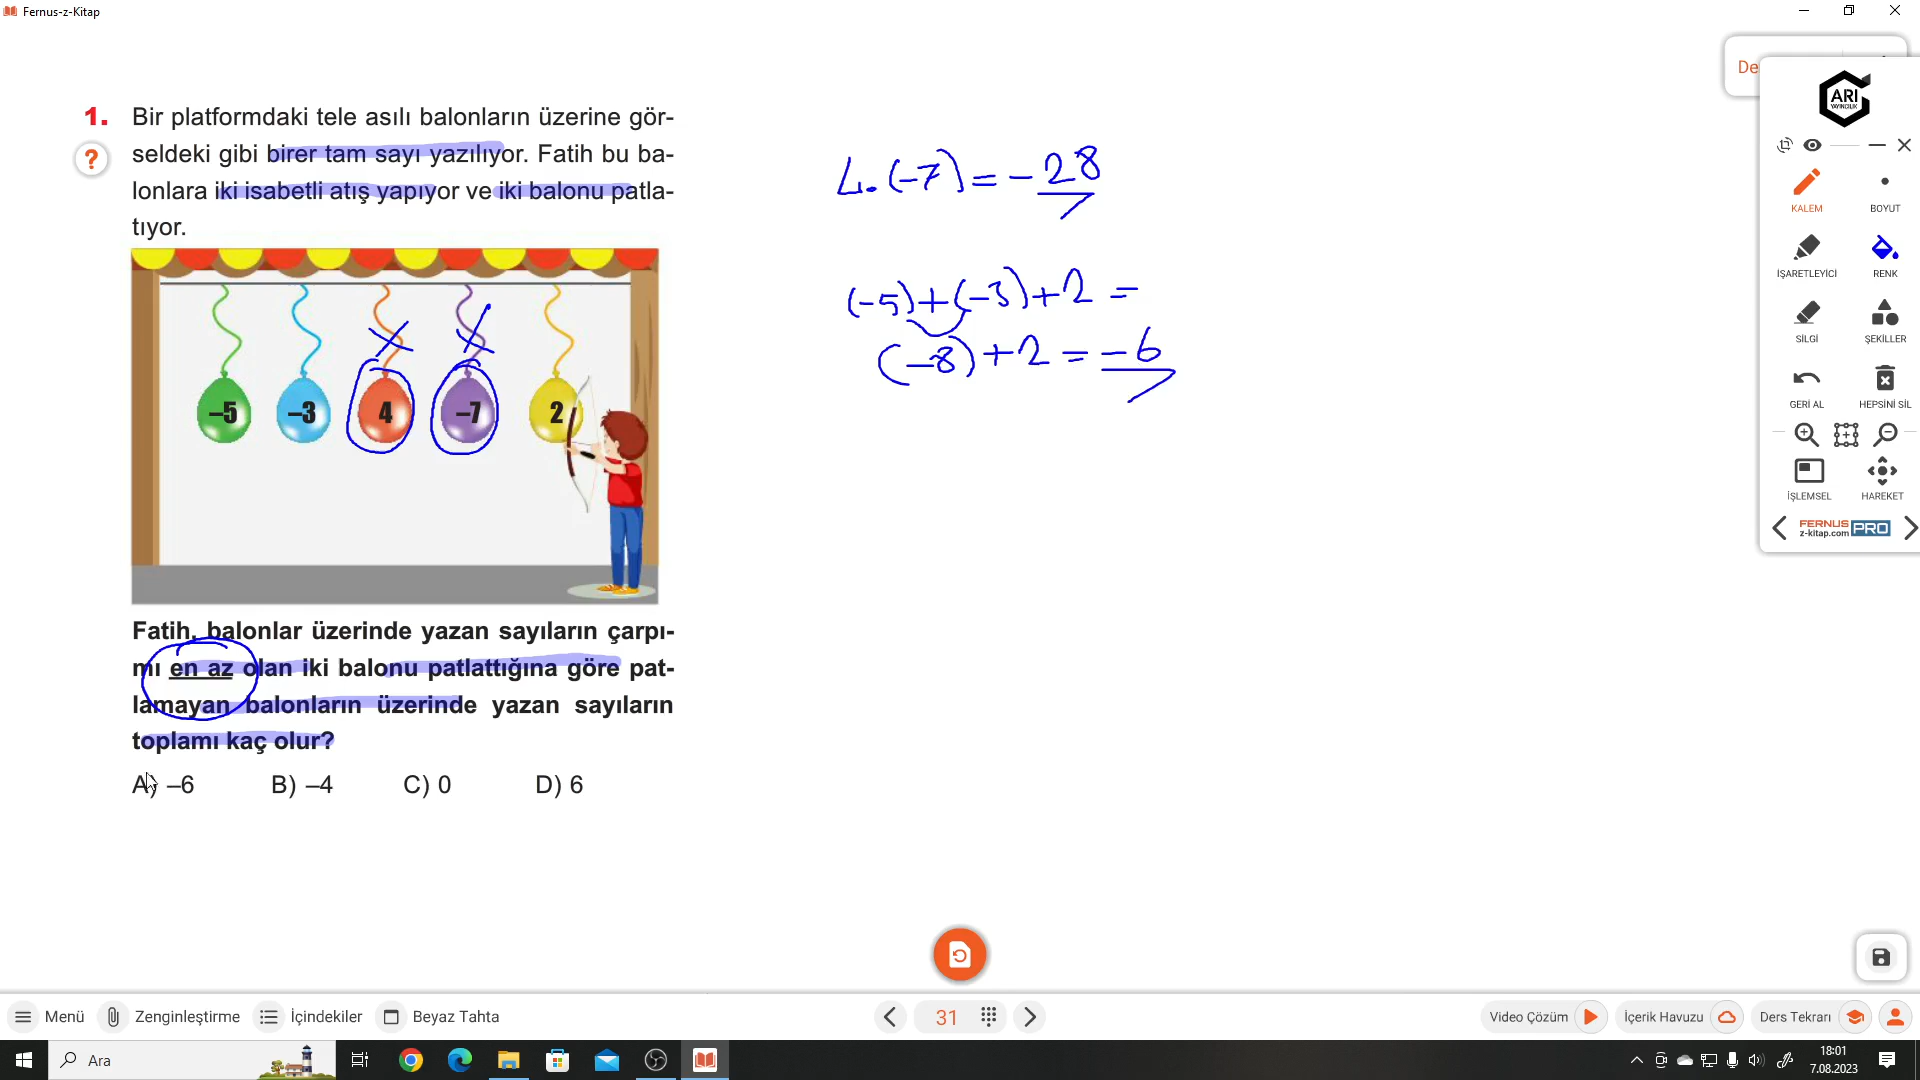 Fernus-z-Kitap
De
ARI
YAYINCILIK
1. Bir platformdaki tele asılı balonların üzerine gör-
? seldeki gibi birer tam sayı yazılıyor. Fatih bu ba-
lonlara iki isabetli atış yapıyor ve iki balonu patla-
tıyor.
–5 –3 4 –7 2
Fatih, balonlar üzerinde yazan sayıların çarpı-
mı en az olan iki balonu patlattığına göre pat-
lamayan balonların üzerinde yazan sayıların
toplamı kaç olur?
A) –6 B) –4 C) 0 D) 6
4.(-7)=-28
(-5)+(-3)+2=
(-8)+2=-6
KALEM BOYUT
İŞARETLEYİCİ RENK
SİLGİ ŞEKİLLER
GERİ AL HEPSİNİ SİL
İŞLEMSEL HAREKET
FERNUS
z-kitap.com PRO
Menü Zenginleştirme İçindekiler Beyaz Tahta 31 Video Çözüm İçerik Havuzu Ders Tekrarı
Ara 18:01
7.08.2023